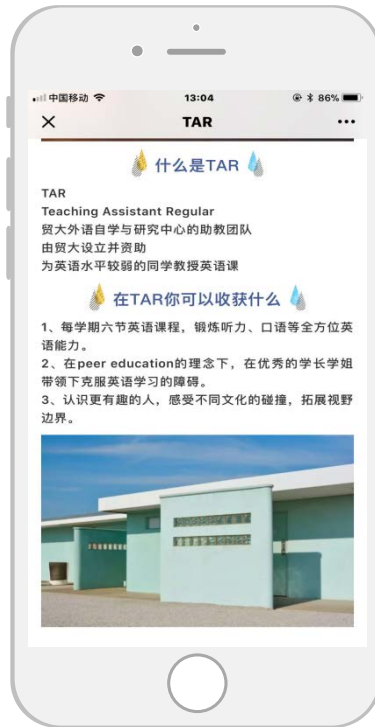 中国移动 13:04 86%
TAR
什么是TAR
TAR
Teaching Assistant Regular
贸大外语自学与研究中心的助教团队
由贸大设立并资助
为英语水平较弱的同学教授英语课
在TAR你可以收获什么
1、每学期六节英语课程，锻炼听力、口语等全方位英
语能力。
2、在peer education的理念下，在优秀的学长学姐
带领下克服英语学习的障碍。
3、认识更有趣的人，感受不同文化的碰撞，拓展视野
边界。